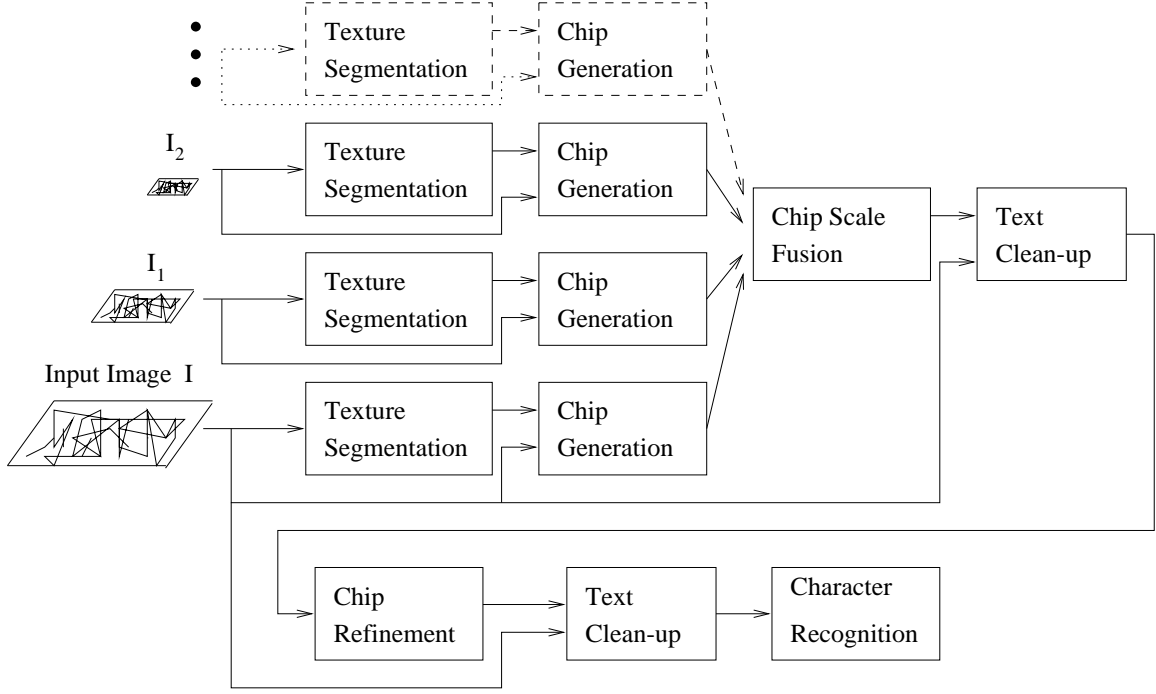 Texture
Segmentation
Chip
Generation
I2
Texture
Segmentation
Chip
Generation
Chip Scale
Fusion
Text
Clean-up
I1
Texture
Segmentation
Chip
Generation
Input Image I
Texture
Segmentation
Chip
Generation
Chip
Refinement
Text
Clean-up
Character
Recognition